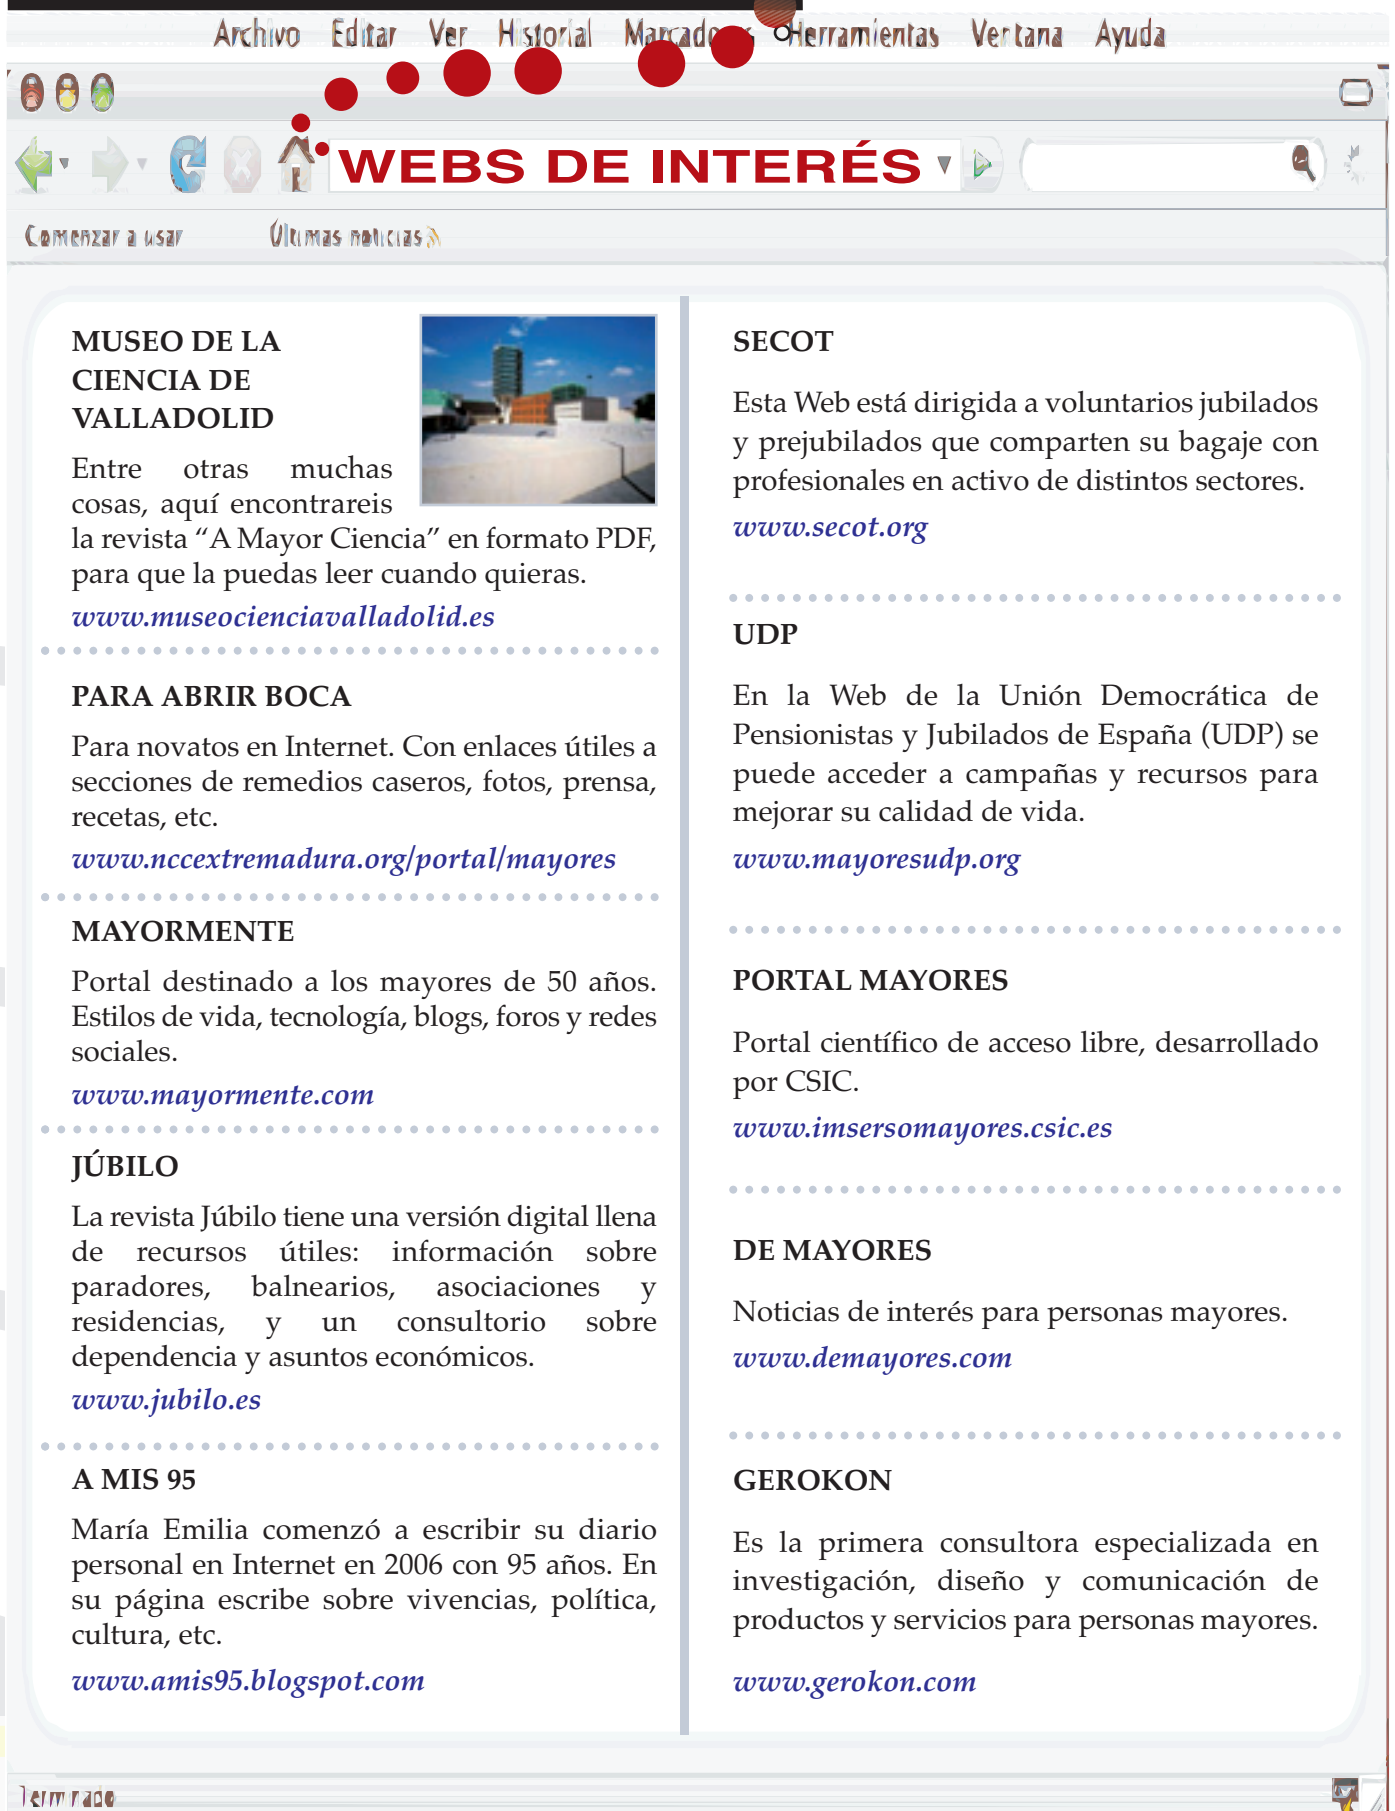 Archivo Editar Ver Historial Marcadores Herramientas Ventana Ayuda
WEBS DE INTERÉS
Comenzar a usar Últimas noticias
MUSEO DE LA
CIENCIA DE
VALLADOLID
Entre otras muchas
cosas, aquí encontrareis
la revista “A Mayor Ciencia” en formato PDF,
para que la puedas leer cuando quieras.
www.museocienciavalladolid.es
PARA ABRIR BOCA
Para novatos en Internet. Con enlaces útiles a
secciones de remedios caseros, fotos, prensa,
recetas, etc.
www.nccextremadura.org/portal/mayores
MAYORMENTE
Portal destinado a los mayores de 50 años.
Estilos de vida, tecnología, blogs, foros y redes
sociales.
www.mayormente.com
JÚBILO
La revista Júbilo tiene una versión digital llena
de recursos útiles: información sobre
paradores, balnearios, asociaciones y
residencias, y un consultorio sobre
dependencia y asuntos económicos.
www.jubilo.es
A MIS 95
María Emilia comenzó a escribir su diario
personal en Internet en 2006 con 95 años. En
su página escribe sobre vivencias, política,
cultura, etc.
www.amis95.blogspot.com
SECOT
Esta Web está dirigida a voluntarios jubilados
y prejubilados que comparten su bagaje con
profesionales en activo de distintos sectores.
www.secot.org
UDP
En la Web de la Unión Democrática de
Pensionistas y Jubilados de España (UDP) se
puede acceder a campañas y recursos para
mejorar su calidad de vida.
www.mayoresudp.org
PORTAL MAYORES
Portal científico de acceso libre, desarrollado
por CSIC.
www.imsersomayores.csic.es
DE MAYORES
Noticias de interés para personas mayores.
www.demayores.com
GEROKON
Es la primera consultora especializada en
investigación, diseño y comunicación de
productos y servicios para personas mayores.
www.gerokon.com
Terminado